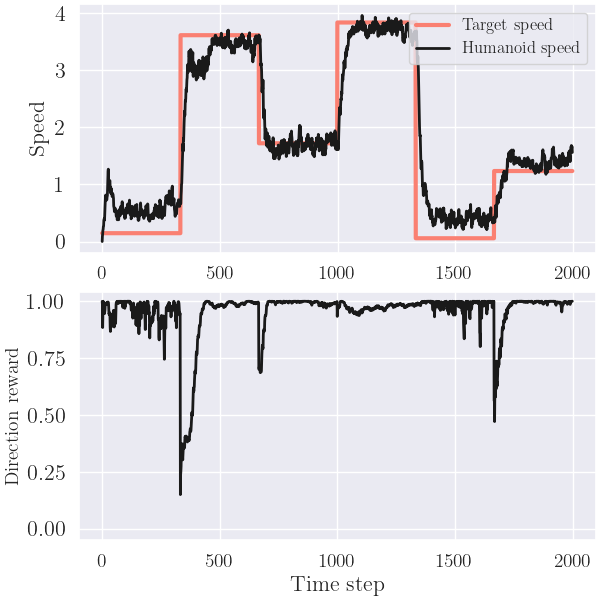 4
3
2
1
0
Speed
Target speed
Humanoid speed
0 500 1000 1500 2000
1.00
0.75
0.50
0.25
0.00
Direction reward
0 500 1000 1500 2000
Time step